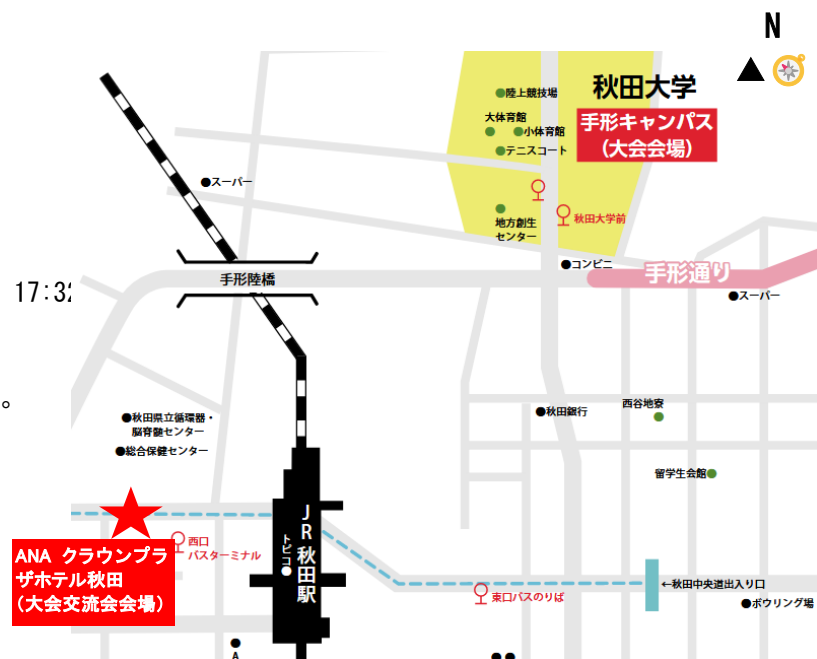 N
秋田大学
手形キャンパス
(大会会場)
●陸上競技場
大体育館
●小体育館
●テニスコート
●スーパー
地方創生
センター
秋田大学前
●コンビニ
手形陸橋
手形通り
17:32
●スーパー
。
●秋田県立循環器・
脳脊髄センター
●総合保健センター
●秋田銀行
西谷地寮
留学生会館●
JR秋田駅
トピコ●
西口
バスターミナル
ANA クラウンプラ
ザホテル秋田
(大会交流会会場)
←秋田中央道出入り口
東口バスのりば
●ボウリング場
A